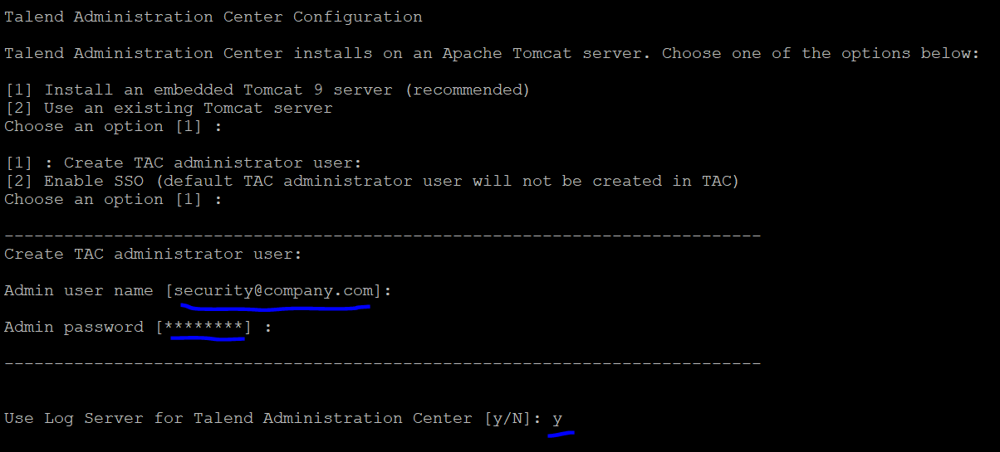 Talend Administration Center Configuration
Talend Administration Center installs on an Apache Tomcat server. Choose one of the options below:
[1] Install an embedded Tomcat 9 server (recommended)
[2] Use an existing Tomcat server
Choose an option [1] :
[1] : Create TAC administrator user:
[2] Enable SSO (default TAC administrator user will not be created in TAC)
Choose an option [1] :
----------------------------------------------------------------------------
Create TAC administrator user:
Admin user name [security@company.com]:
Admin password [********] :
----------------------------------------------------------------------------
Use Log Server for Talend Administration Center [y/N]: y